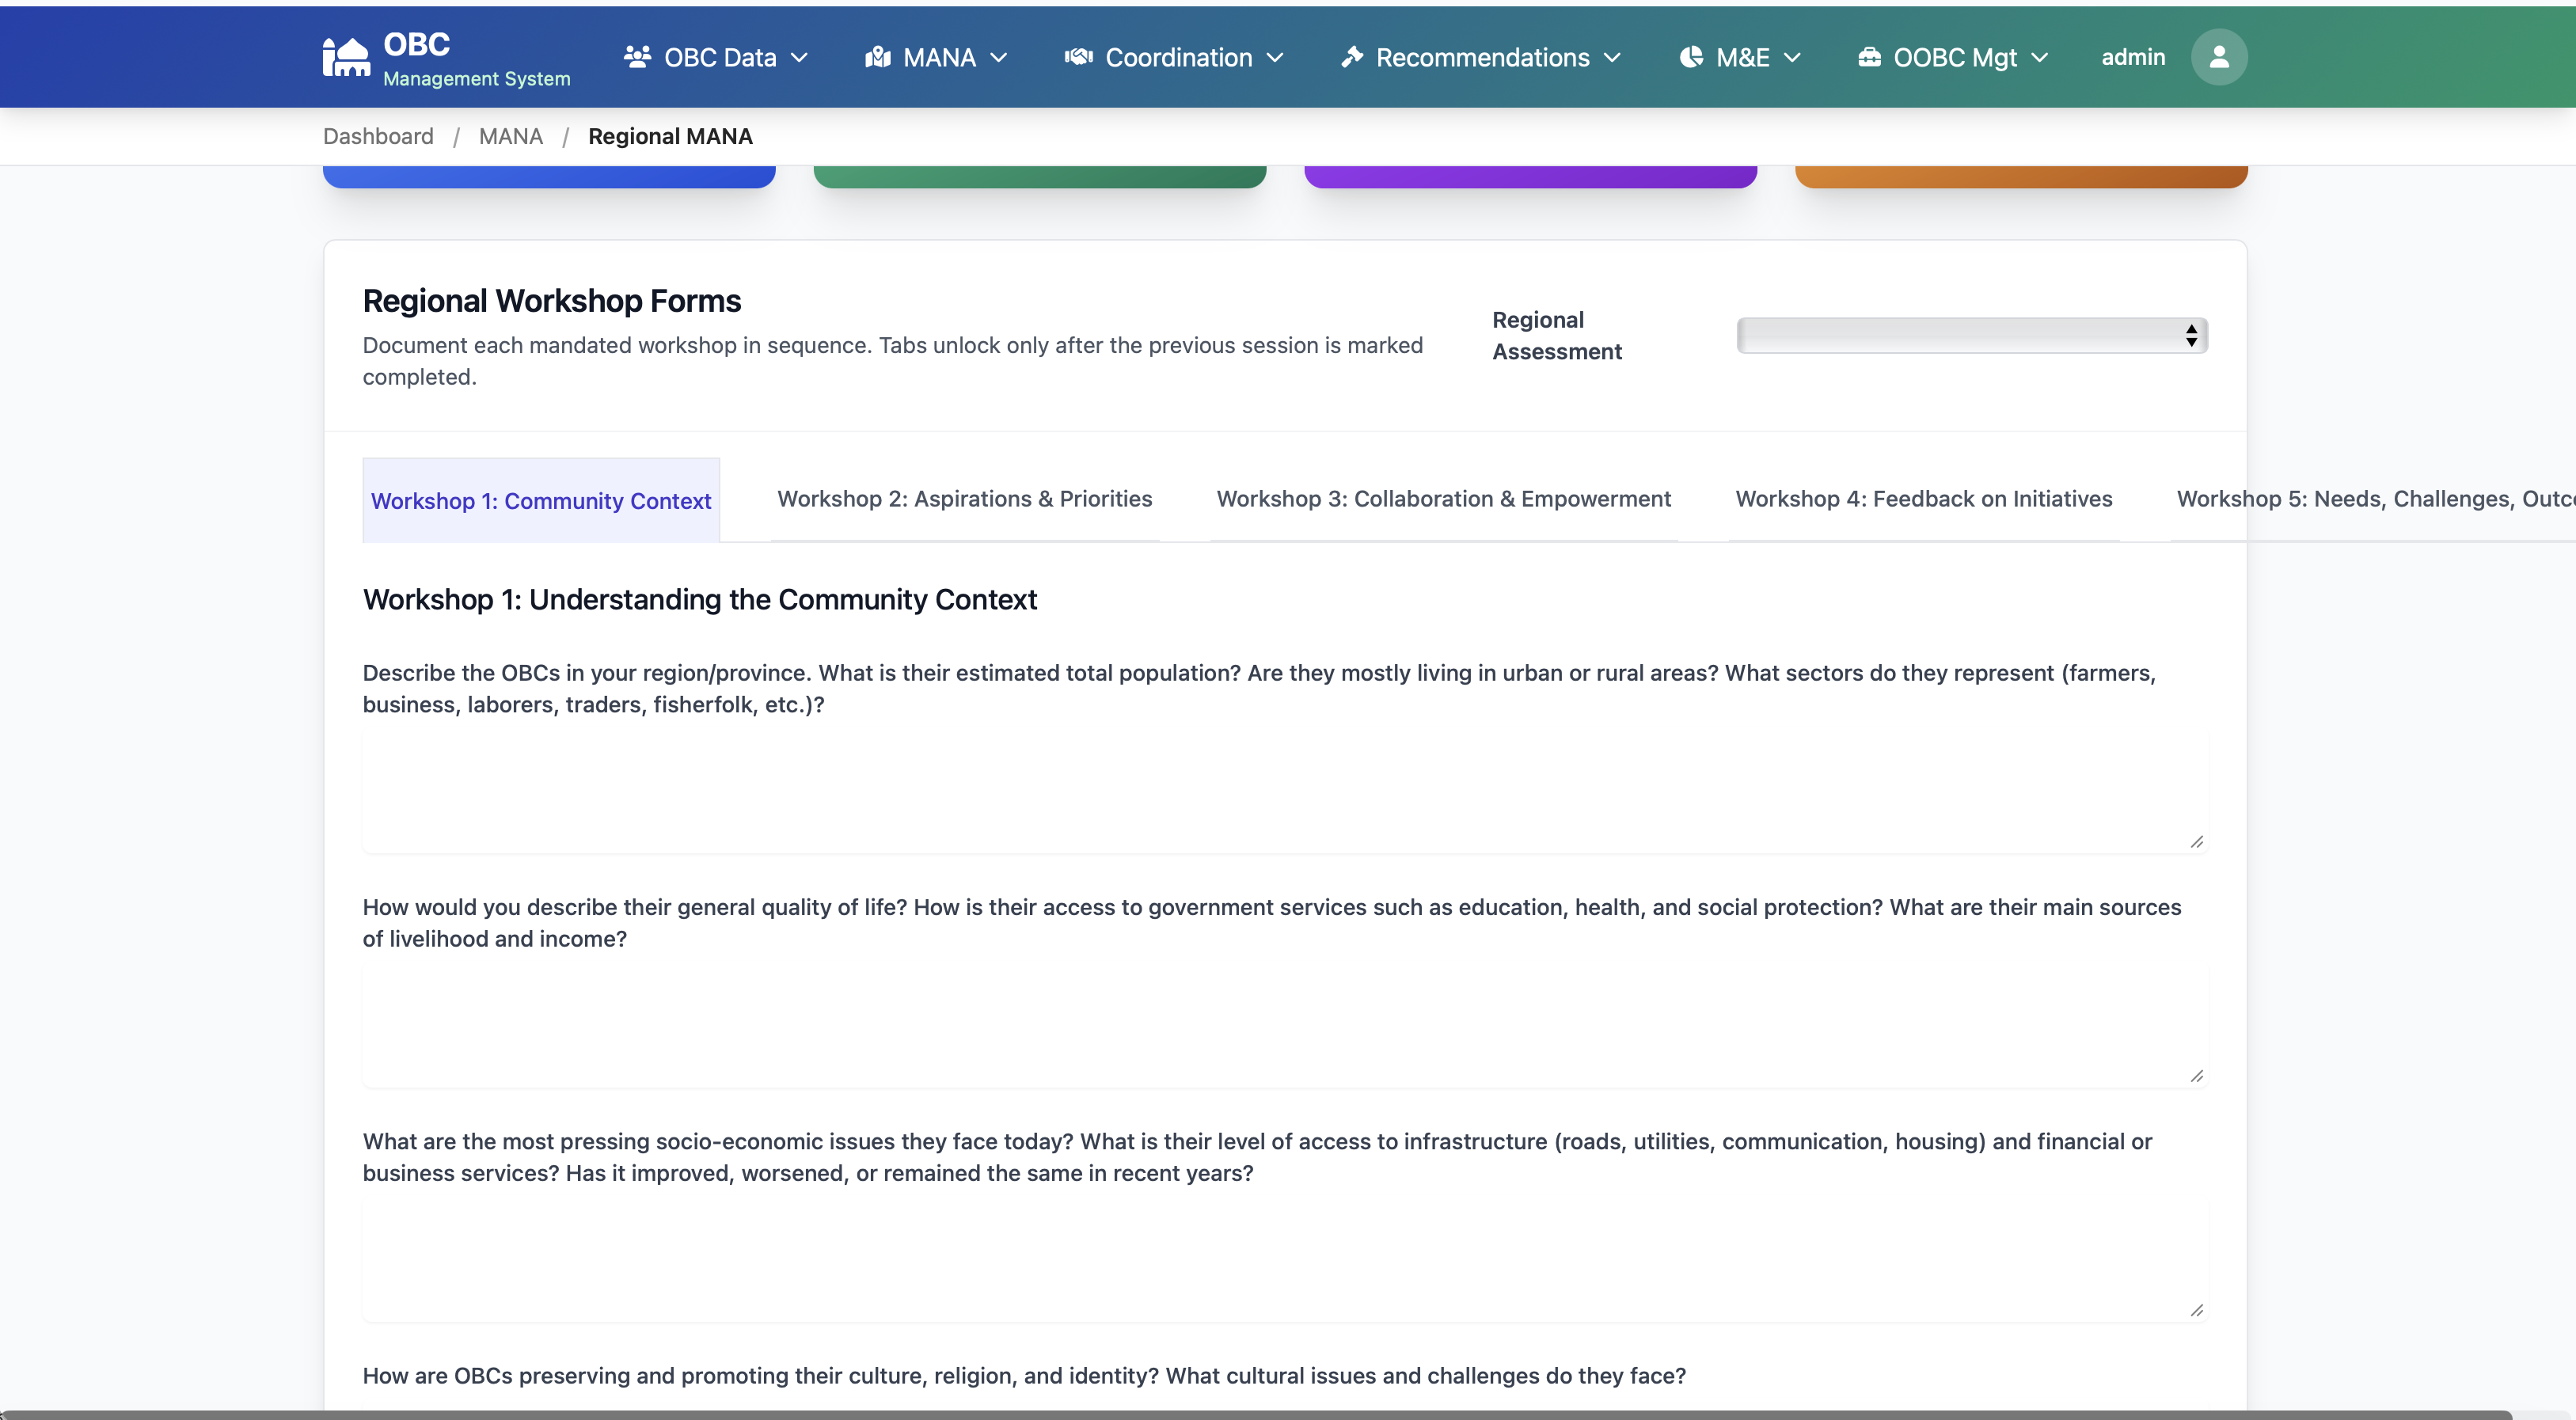 OBC
Management System
OBC Data
MANA
Coordination
Recommendations
M&E
OOBC Mgt
admin
Dashboard / MANA / Regional MANA
Regional Workshop Forms
Document each mandated workshop in sequence. Tabs unlock only after the previous session is marked
completed.
Regional
Assessment
Workshop 1: Community Context
Workshop 2: Aspirations & Priorities
Workshop 3: Collaboration & Empowerment
Workshop 4: Feedback on Initiatives
Workshop 5: Needs, Challenges,
Workshop 1: Understanding the Community Context
Describe the OBCs in your region/province. What is their estimated total population? Are they mostly living in urban or rural areas? What sectors do they represent (farmers,
business, laborers, traders, fisherfolk, etc.)?
How would you describe their general quality of life? How is their access to government services such as education, health, and social protection? What are their main sources
of livelihood and income?
What are the most pressing socio-economic issues they face today? What is their level of access to infrastructure (roads, utilities, communication, housing) and financial or
business services? Has it improved, worsened, or remained the same in recent years?
How are OBCs preserving and promoting their culture, religion, and identity? What cultural issues and challenges do they face?